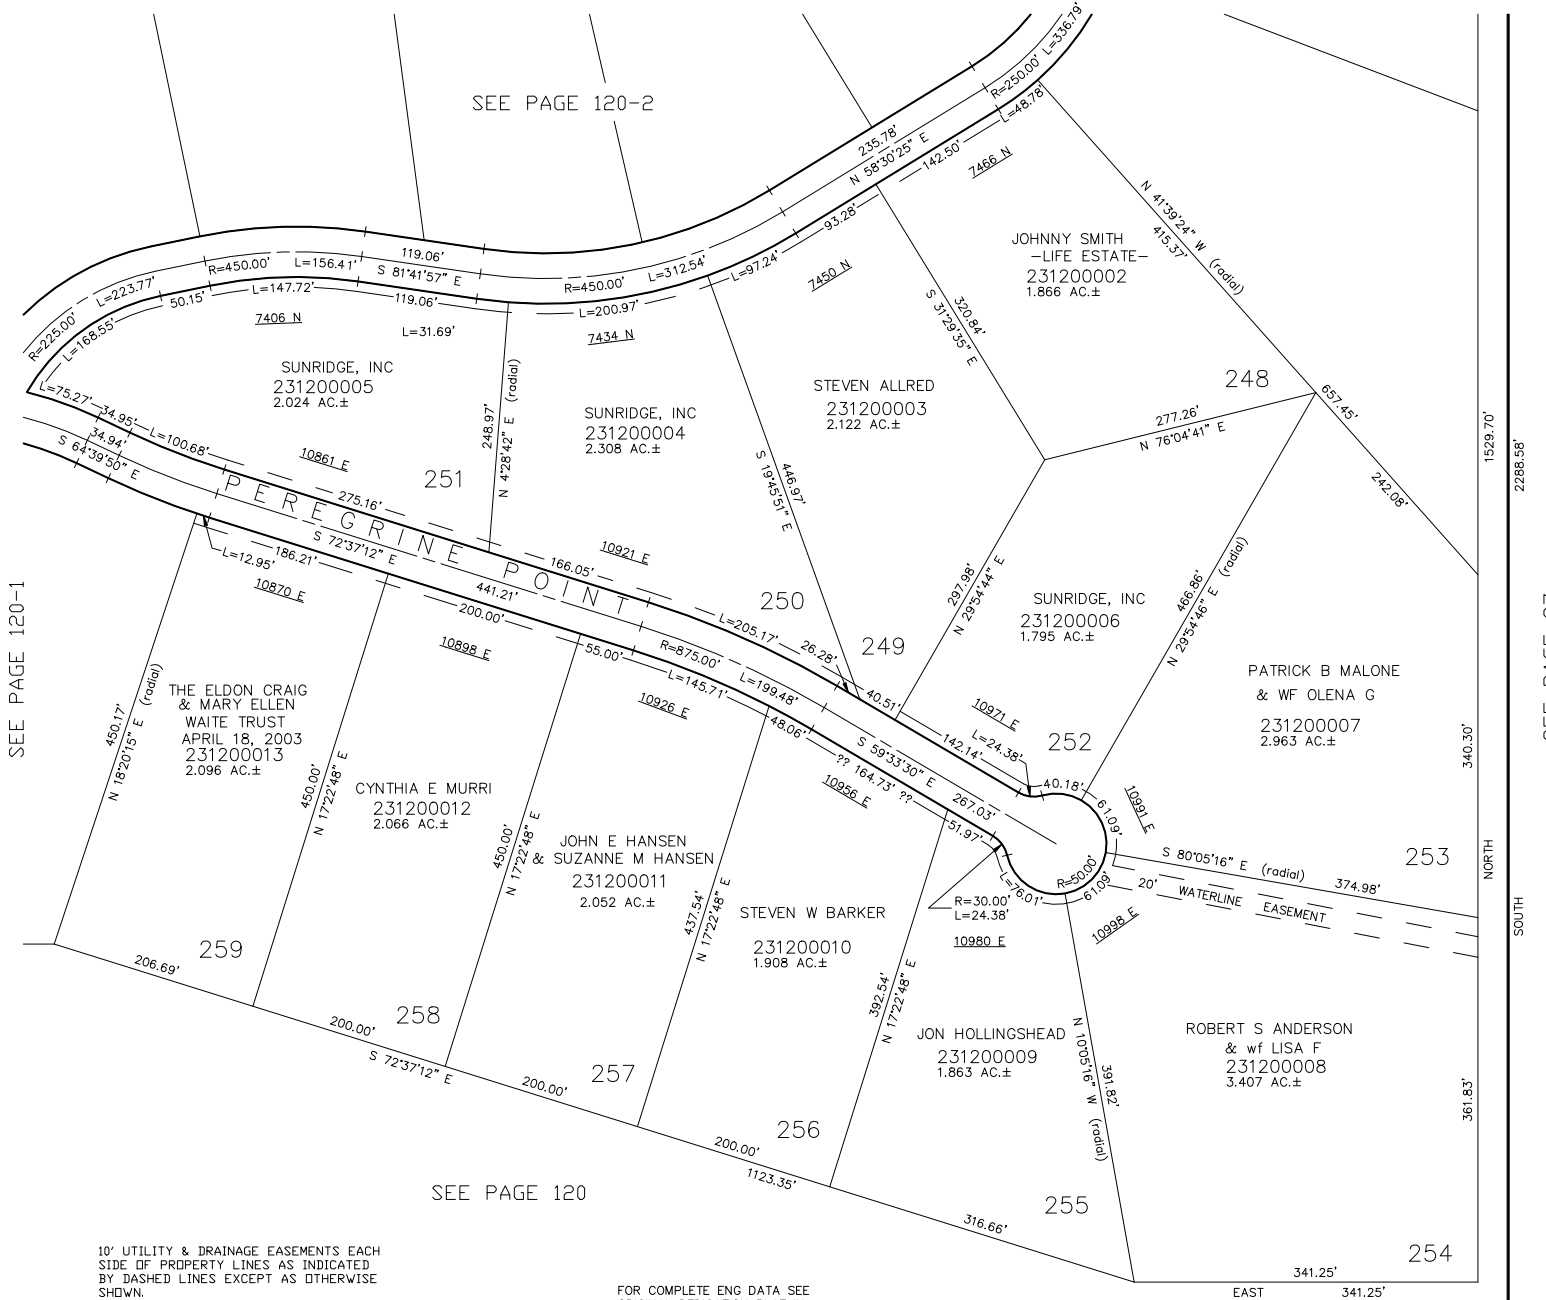 SEE PAGE 120-2
L=336.79'
R=250.00'
L=48.78'
235.78'
N 58°30'25" E
142.50'
7466 N
93.28'
7450 N
L=97.24'
L=312.54'
R=450.00'
L=200.97'
7434 N
119.06'
S 81°41'57" E
119.06'
L=31.69'
L=156.41'
R=450.00'
L=147.72'
50.15'
7406 N
L=223.77'
R=225.00'
L=168.55'
JOHNNY SMITH
-LIFE ESTATE-
231200002
1.866 AC.±
N 41°39'24" W (radial)
415.37'
320.84'
S 31°29'35" E
248
657.45'
242.08'
277.26'
N 76°04'41" E
1529.70'
2288.58'
STEVEN ALLRED
231200003
2.122 AC.±
446.97'
S 19°45'51" E
SUNRIDGE, INC
231200004
2.308 AC.±
SUNRIDGE, INC
231200005
2.024 AC.±
248.97'
N 4°28'42" E (radial)
251
L=75.27'
34.95'
L=100.68'
34.94'
S 64°39'50" E
10861 E
275.16'
PEREGRINE POINT
S 72°37'12" E
441.21'
166.05'
10921 E
250
249
L=205.17'
26.28'
40.51'
R=875.00'
L=199.48'
L=12.95'
186.21'
10870 E
200.00'
10898 E
55.00'
L=145.71'
10926 E
48.06'
S 59°33'30" E
267.03'
?? 164.73' ??
10956 E
51.97'
142.14'
10971 E
L=24.38'
40.18'
61.09'
10991 E
R=50.00'
L=76.01'
61.09'
10998 E
R=30.00'
L=24.38'
10980 E
297.98'
N 29°54'44" E
SUNRIDGE, INC
231200006
1.795 AC.±
466.86'
N 29°54'46" E (radial)
252
PATRICK B MALONE
& WF OLENA G
231200007
2.963 AC.±
340.30'
NORTH
SOUTH
253
S 80°05'16" E (radial)
374.98'
20' WATERLINE EASEMENT
SEE PAGE 120-1
THE ELDON CRAIG
& MARY ELLEN
WAITE TRUST
APRIL 18, 2003
231200013
2.096 AC.±
450.17'
N 18°20'15" E (radial)
259
206.69'
CYNTHIA E MURRI
231200012
2.066 AC.±
450.00'
N 17°22'48" E
258
200.00'
S 72°37'12" E
JOHN E HANSEN
& SUZANNE M HANSEN
231200011
2.052 AC.±
450.00'
N 17°22'48" E
257
200.00'
STEVEN W BARKER
231200010
1.908 AC.±
437.54'
N 17°22'48" E
256
200.00'
1123.35'
JON HOLLINGSHEAD
231200009
1.863 AC.±
392.54'
N 17°22'48" E
255
316.66'
391.82'
N 10°05'16" W (radial)
ROBERT S ANDERSON
& wf LISA F
231200008
3.407 AC.±
361.83'
254
341.25'
EAST 341.25'
SEE PAGE 120
10' UTILITY & DRAINAGE EASEMENTS EACH
SIDE OF PROPERTY LINES AS INDICATED
BY DASHED LINES EXCEPT AS OTHERWISE
SHOWN.
FOR COMPLETE ENG DATA SEE